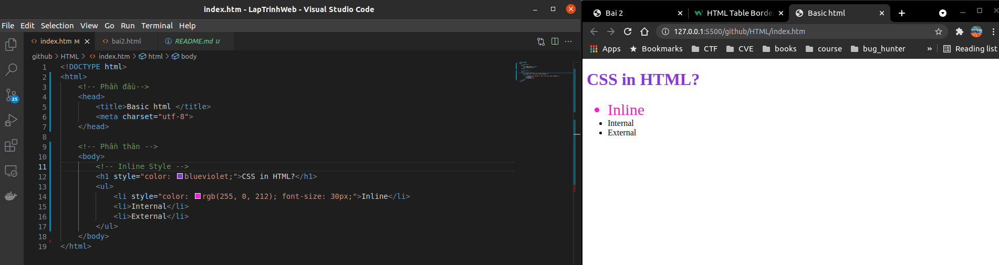 index.htm - LapTrinhWeb - Visual Studio Code
File Edit Selection View Go Run Terminal Help
index.htm M
bai2.html
README.md U
github > HTML > index.htm > html > body
25
1 <!DOCTYPE html>
2 <html>
3 <!-- Phần đầu-->
4 <head>
5 <title>Basic html </title>
6 <meta charset="utf-8">
7 </head>
8
9 <!-- Phần thân -->
10 <body>
11 <!-- Inline Style -->
12 <h1 style="color: blueviolet;">CSS in HTML?</h1>
13 <ul>
14 <li style="color: rgb(255, 0, 212); font-size: 30px;">Inline</li>
15 <li>Internal</li>
16 <li>External</li>
17 </ul>
18 </body>
19 </html>
Bai 2
HTML Table Borde
Basic html
127.0.0.1:5500/github/HTML/index.htm
Apps Bookmarks CTF CVE books course bug_hunter » Reading list
CSS in HTML?
Inline
Internal
External